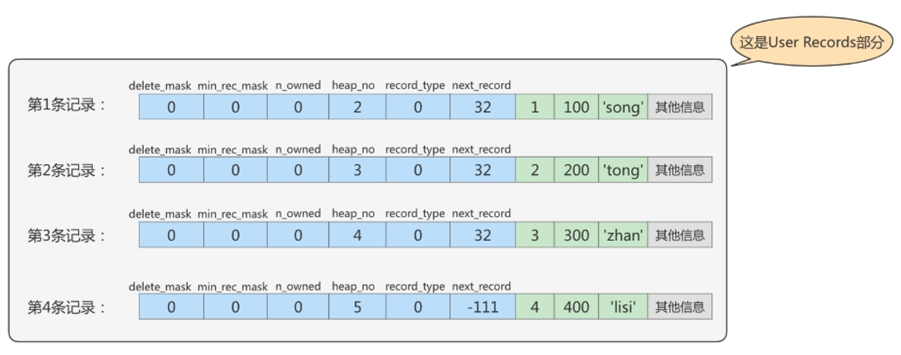 这是User Records部分
delete_mask min_rec_mask n_owned heap_no record_type next_record
第1条记录： 0 0 0 2 0 32 1 100 'song' 其他信息
delete_mask min_rec_mask n_owned heap_no record_type next_record
第2条记录： 0 0 0 3 0 32 2 200 'tong' 其他信息
delete_mask min_rec_mask n_owned heap_no record_type next_record
第3条记录： 0 0 0 4 0 32 3 300 'zhan' 其他信息
delete_mask min_rec_mask n_owned heap_no record_type next_record
第4条记录： 0 0 0 5 0 -111 4 400 'lisi' 其他信息